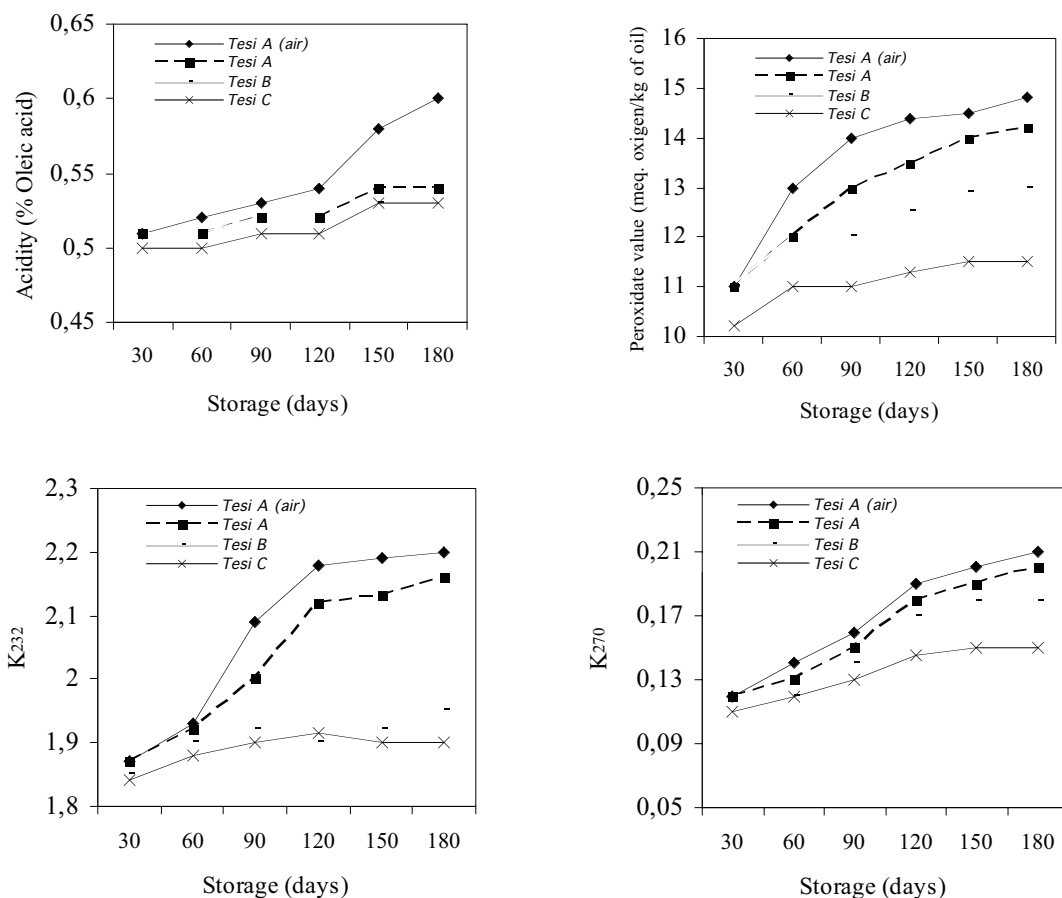 0,65
0,6
0,55
0,5
0,45
Acidity (% Oleic acid)
Tesi A (air)
Tesi A
Tesi B
Tesi C
30 60 90 120 150 180
Storage (days)
16
15
14
13
12
11
10
Peroxidate value (meq. oxigen/kg of oil)
Tesi A (air)
Tesi A
Tesi B
Tesi C
30 60 90 120 150 180
Storage (days)
2,3
2,2
2,1
2
1,9
1,8
K232
Tesi A (air)
Tesi A
Tesi B
Tesi C
30 60 90 120 150 180
Storage (days)
0,25
0,21
0,17
0,13
0,09
0,05
K270
Tesi A (air)
Tesi A
Tesi B
Tesi C
30 60 90 120 150 180
Storage (days)